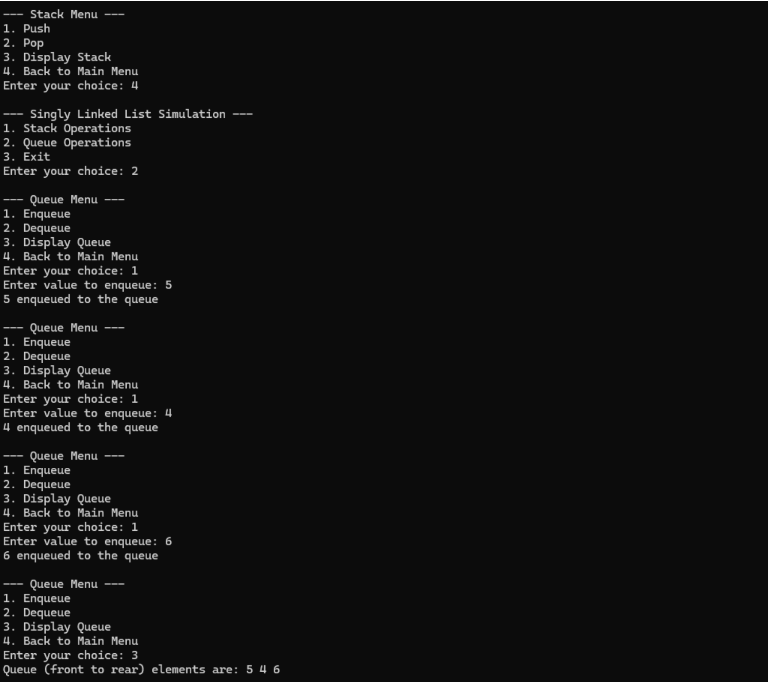 --- Stack Menu ---
1. Push
2. Pop
3. Display Stack
4. Back to Main Menu
Enter your choice: 4
--- Singly Linked List Simulation ---
1. Stack Operations
2. Queue Operations
3. Exit
Enter your choice: 2
--- Queue Menu ---
1. Enqueue
2. Dequeue
3. Display Queue
4. Back to Main Menu
Enter your choice: 1
Enter value to enqueue: 5
5 enqueued to the queue
--- Queue Menu ---
1. Enqueue
2. Dequeue
3. Display Queue
4. Back to Main Menu
Enter your choice: 1
Enter value to enqueue: 4
4 enqueued to the queue
--- Queue Menu ---
1. Enqueue
2. Dequeue
3. Display Queue
4. Back to Main Menu
Enter your choice: 1
Enter value to enqueue: 6
6 enqueued to the queue
--- Queue Menu ---
1. Enqueue
2. Dequeue
3. Display Queue
4. Back to Main Menu
Enter your choice: 3
Queue (front to rear) elements are: 5 4 6